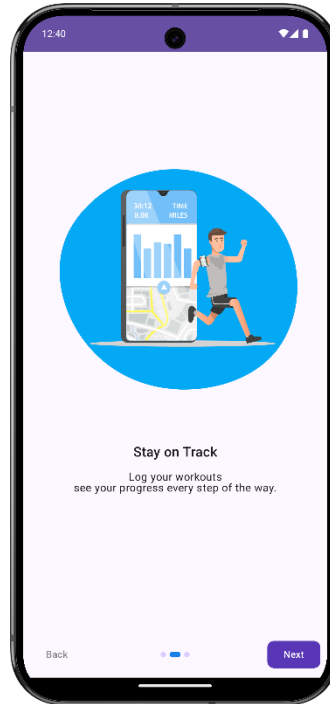 12:40
30:12 TIME
8.00 MILES
Stay on Track
Log your workouts
see your progress every step of the way.
Back
Next